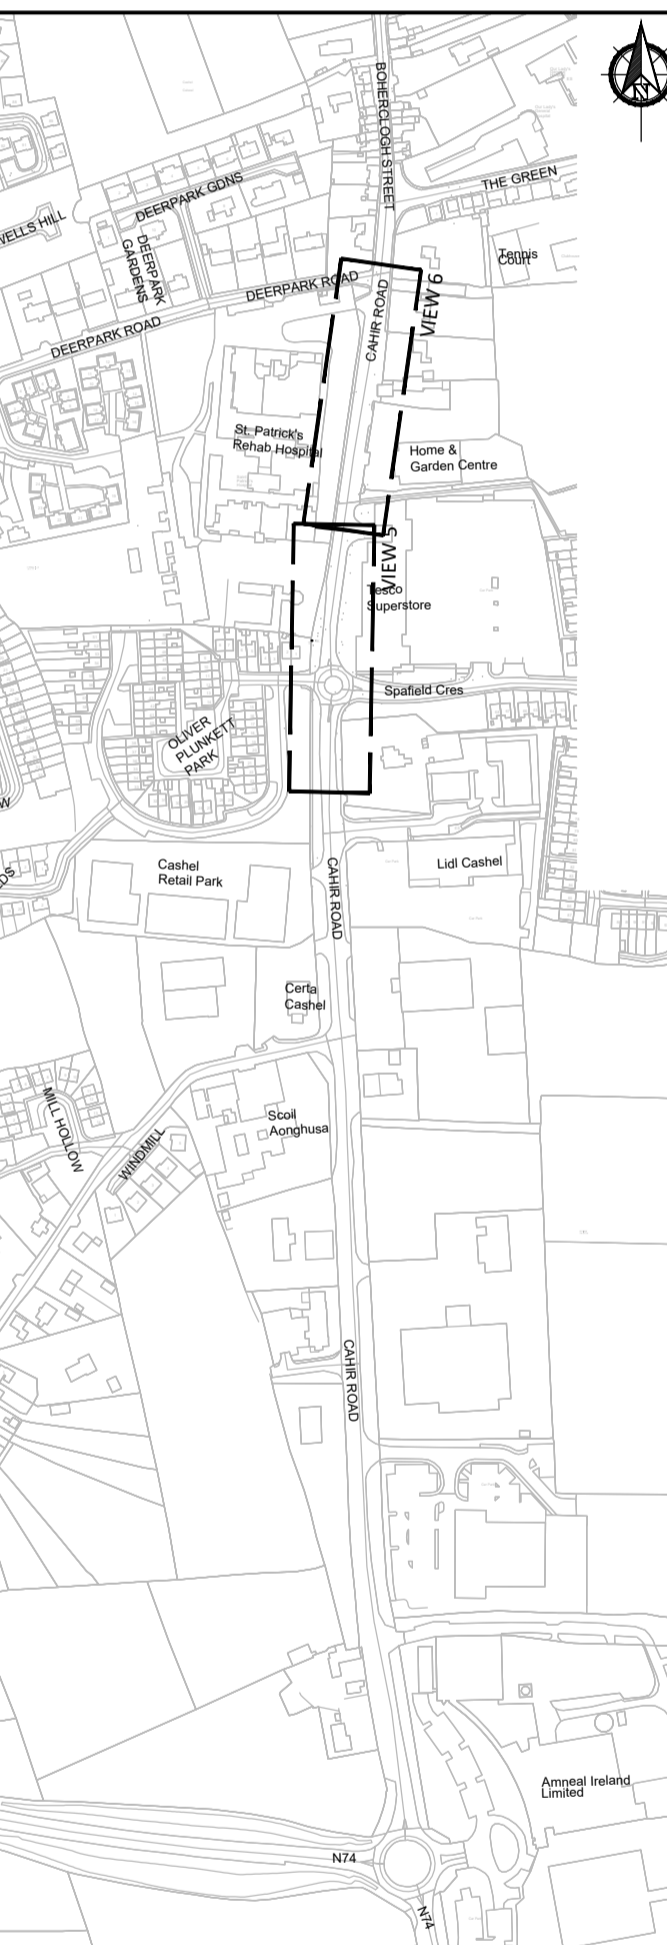 N
BOHERCLOGH STREET
THE GREEN
DEERPARK GDNS
WELLS HILL
DEERPARK
GARDENS
Tennis
Court
DEERPARK ROAD
DEERPARK ROAD
CAHIR ROAD
VIEW 6
St. Patrick's
Rehab Hospital
Home &
Garden Centre
VIEW 5
Tesco
Superstore
Spafield Cres
OLIVER
PLUNKETT
PARK
W
DS
Cashel
Retail Park
CAHIR ROAD
Lidl Cashel
Certa
Cashel
MILL HOLLOW
WINDMILL
Scoil
Aonghusa
CAHIR ROAD
Amneal Ireland
Limited
N74
N74